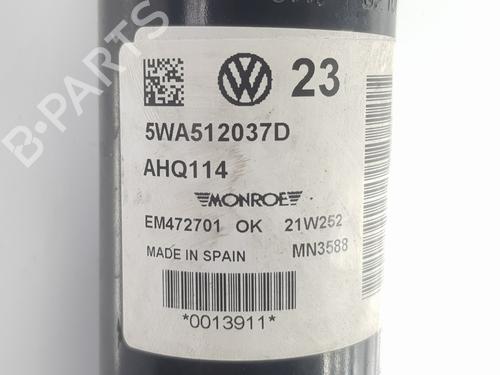 23
5WA512037D
AHQ114
MONROE
EM472701 OK 21W252
MADE IN SPAIN MN3588
*0013911*
B-PARTS